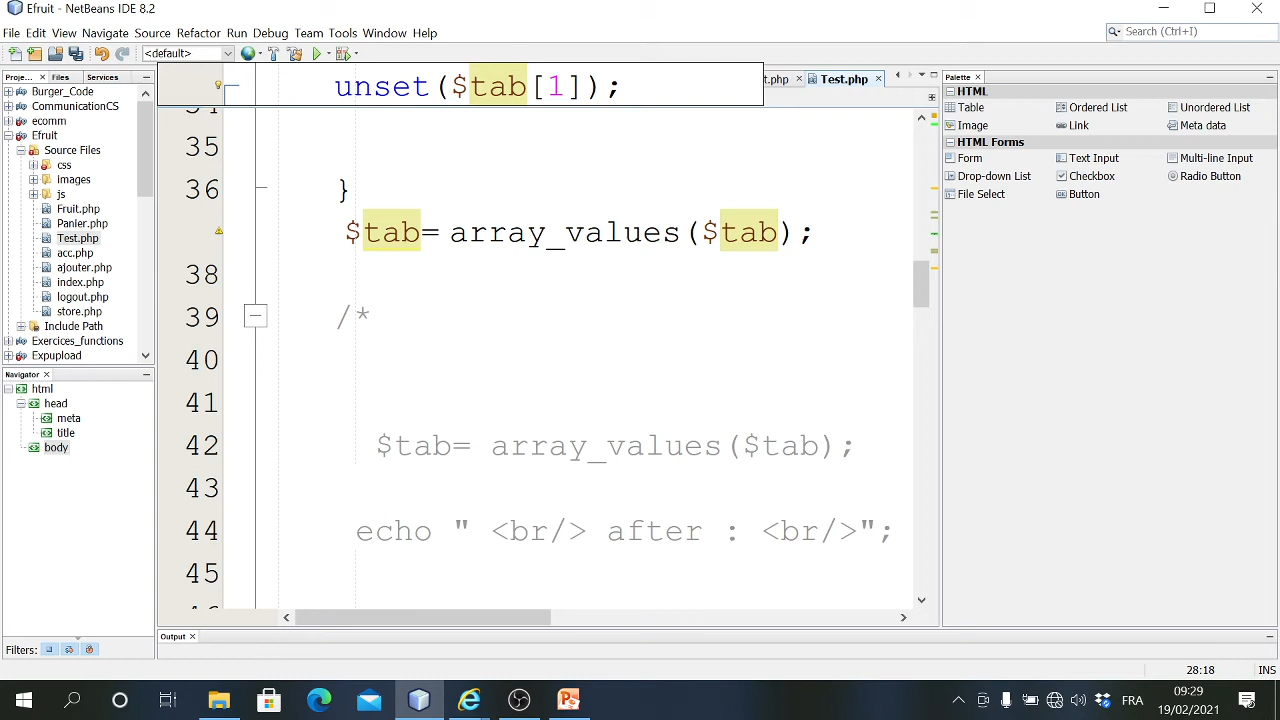 Efruit - NetBeans IDE 8.2
File Edit View Navigate Source Refactor Run Debug Team Tools Window Help
Search (Ctrl+I)
<default>
Proje... Files Services
Burger_Code
CommunicationCS
ecomm
Efruit
Source Files
css
Images
js
Fruit.php
Panier.php
Test.php
acc.php
ajouter.php
index.php
logout.php
store.php
Include Path
Exercices_functions
Expupload
Navigator
html
head
meta
title
body
Filters:
t.php Test.php
unset($tab[1]);
35
36 }
$tab= array_values($tab);
38
39 /*
40
41
42 $tab= array_values($tab);
43
44 echo " <br/> after : <br/>";
45
Output
Palette
HTML
Table Ordered List Unordered List
Image Link Meta data
HTML Forms
Form Text Input Multi-line Input
Drop-down List Checkbox Radio Button
File Select Button
28:18 INS
FRA
09:29
19/02/2021